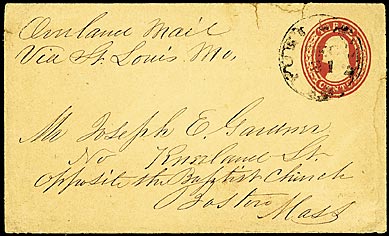 Overland Mail
Via St. Louis Mo.
Mr Joseph E. Gardner
No Kneeland St.
Opposite the Baptist Church
Boston
Mass